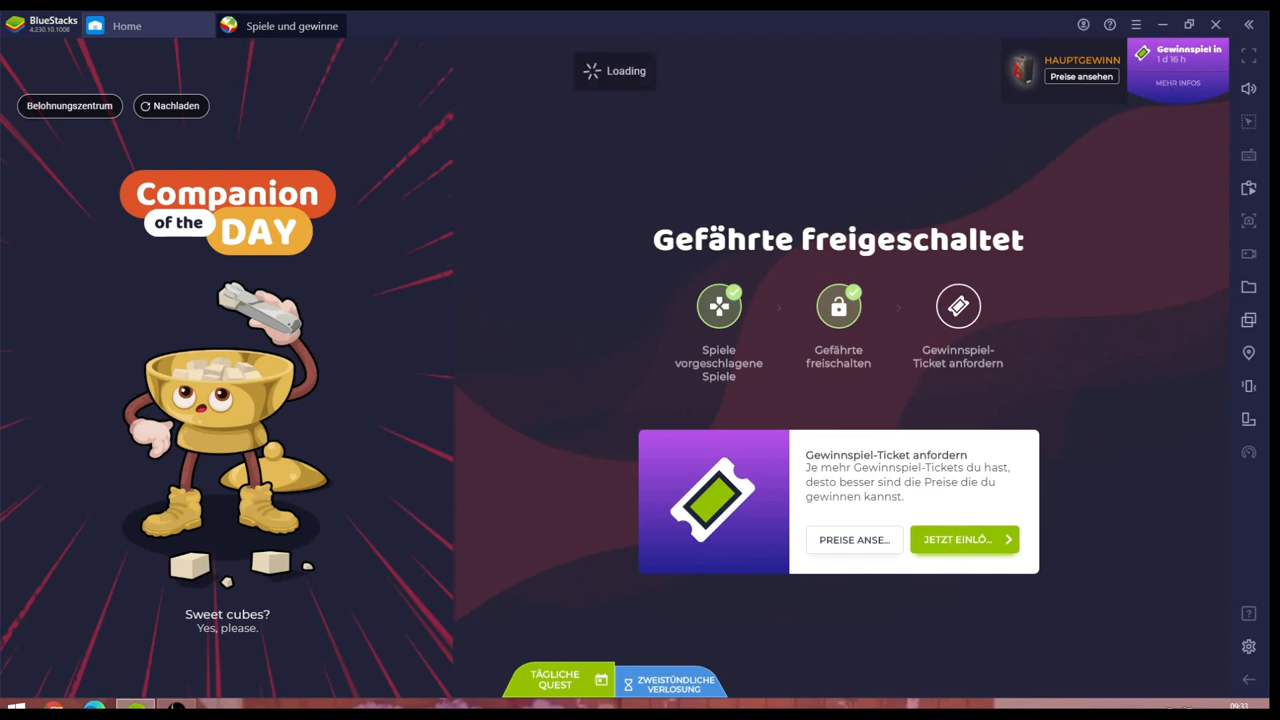 BlueStacks
4.230.10.1008
Home
Spiele und gewinne
Loading
HAUPTGEWINN
Preise ansehen
Gewinnspiel in
1 d 16 h
MEHR INFOS
Belohnungszentrum
Nachladen
Companion
of the
DAY
Gefährte freigeschaltet
Spiele
vorgeschlagene
Spiele
Gefährte
freischalten
Gewinnspiel-
Ticket anfordern
Gewinnspiel-Ticket anfordern
Je mehr Gewinnspiel-Tickets du hast,
desto besser sind die Preise die du
gewinnen kannst.
PREISE ANSE...
JETZT EINLÖ...
Sweet cubes?
Yes, please.
TÄGLICHE
QUEST
ZWEISTÜNDLICHE
VERLOSUNG
09:33